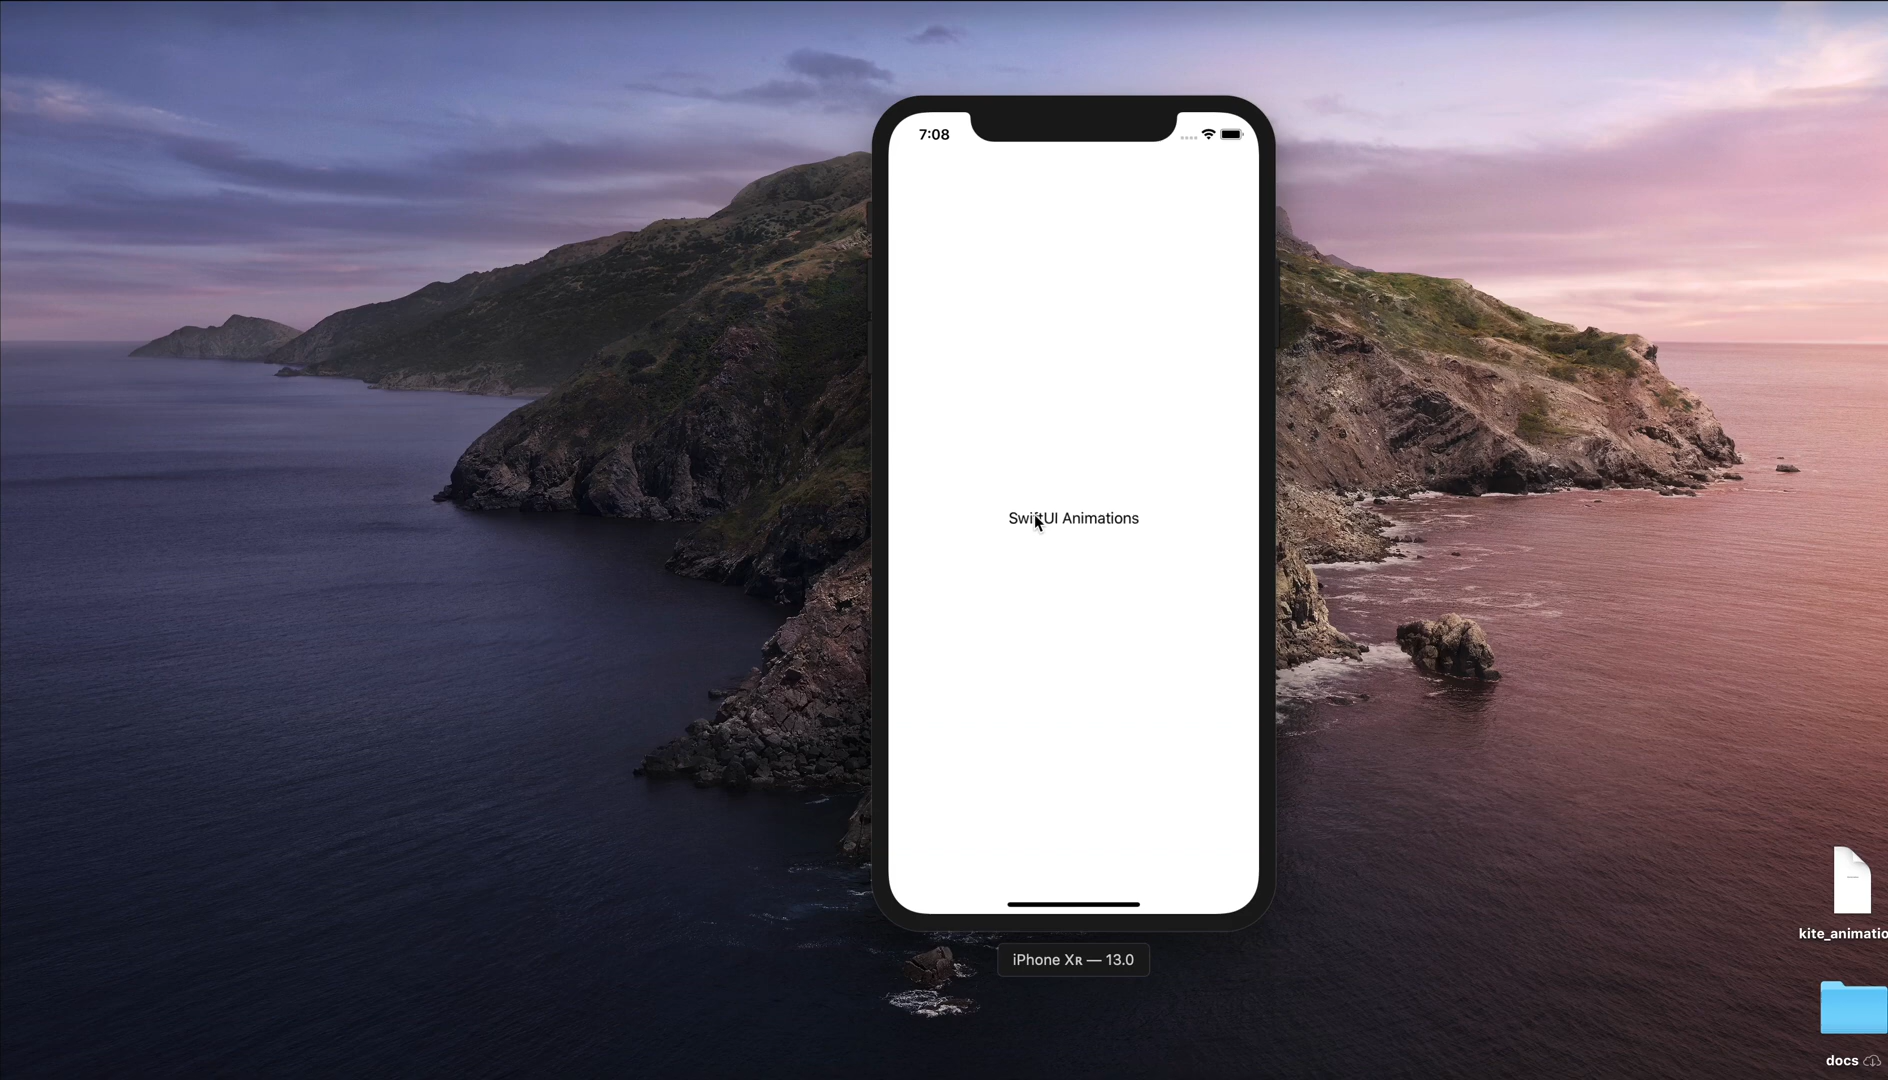 7:08
SwiftUI Animations
iPhone Xʀ — 13.0
kite_animatio
docs